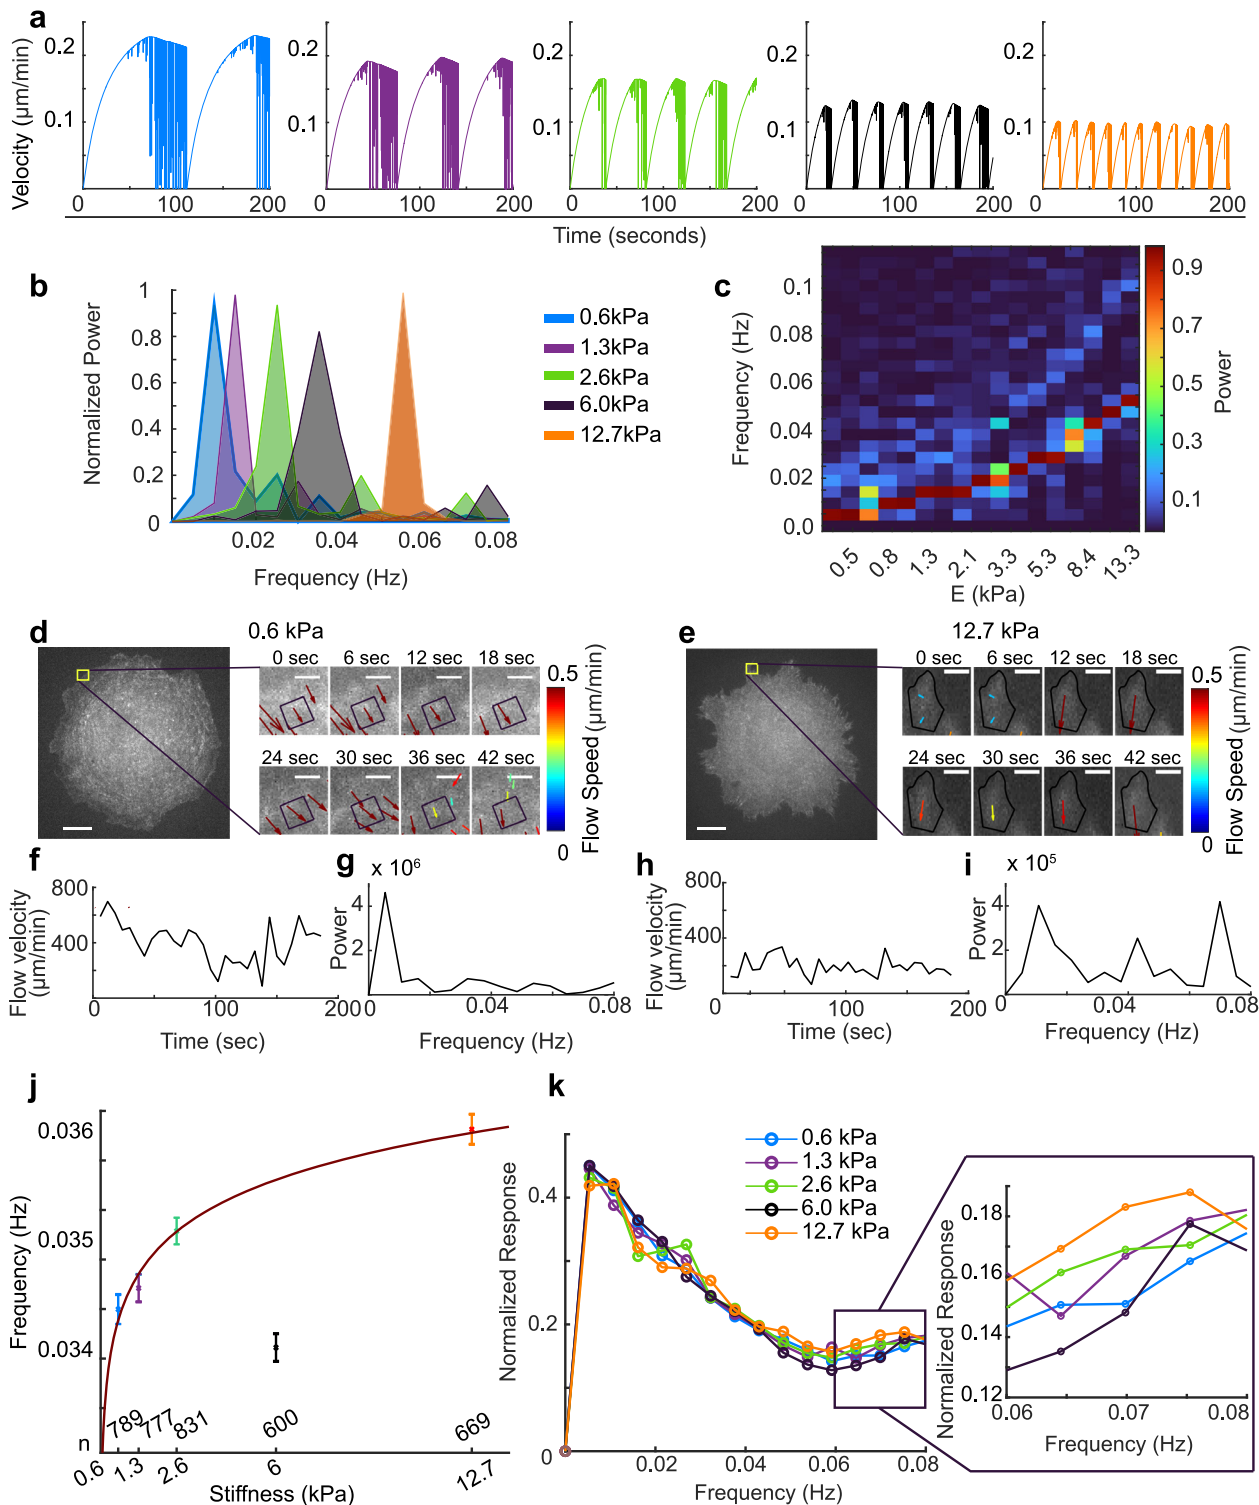 a
Velocity (μm/min)
0.2
0.1
0
100
200
0.2
0.1
0
100
200
0.2
0.1
0
100
200
0.2
0.1
0
100
200
0.2
0.1
0
100
200
Time (seconds)
b
Normalized Power
1
0.8
0.6
0.4
0.2
0
0.02
0.04
0.06
0.08
Frequency (Hz)
0.6kPa
1.3kPa
2.6kPa
6.0kPa
12.7kPa
c
Frequency (Hz)
0.1
0.08
0.06
0.04
0.02
0.0
0.5
0.8
1.3
2.1
3.3
5.3
8.4
13.3
E (kPa)
0.9
0.7
0.5
0.3
0.1
Power
d
0.6 kPa
0 sec
6 sec
12 sec
18 sec
24 sec
30 sec
36 sec
42 sec
0.5
0
Flow Speed (μm/min)
e
12.7 kPa
0 sec
6 sec
12 sec
18 sec
24 sec
30 sec
36 sec
42 sec
0.5
0
Flow Speed (μm/min)
f
Flow velocity
(μm/min)
800
400
0
100
200
Time (sec)
g
x 10⁶
Power
4
2
0
0.04
0.08
Frequency (Hz)
h
Flow velocity
(μm/min)
800
400
0
100
200
Time (sec)
i
x 10⁵
Power
4
2
0
0.04
0.08
Frequency (Hz)
j
Frequency (Hz)
0.036
0.035
0.034
n
789
777
831
600
669
0.6
1.3
2.6
6
12.7
Stiffness (kPa)
k
Normalized Response
0.4
0.2
0
0.02
0.04
0.06
0.08
Frequency (Hz)
0.6 kPa
1.3 kPa
2.6 kPa
6.0 kPa
12.7 kPa
Normalized Response
0.18
0.16
0.14
0.12
0.06
0.07
0.08
Frequency (Hz)